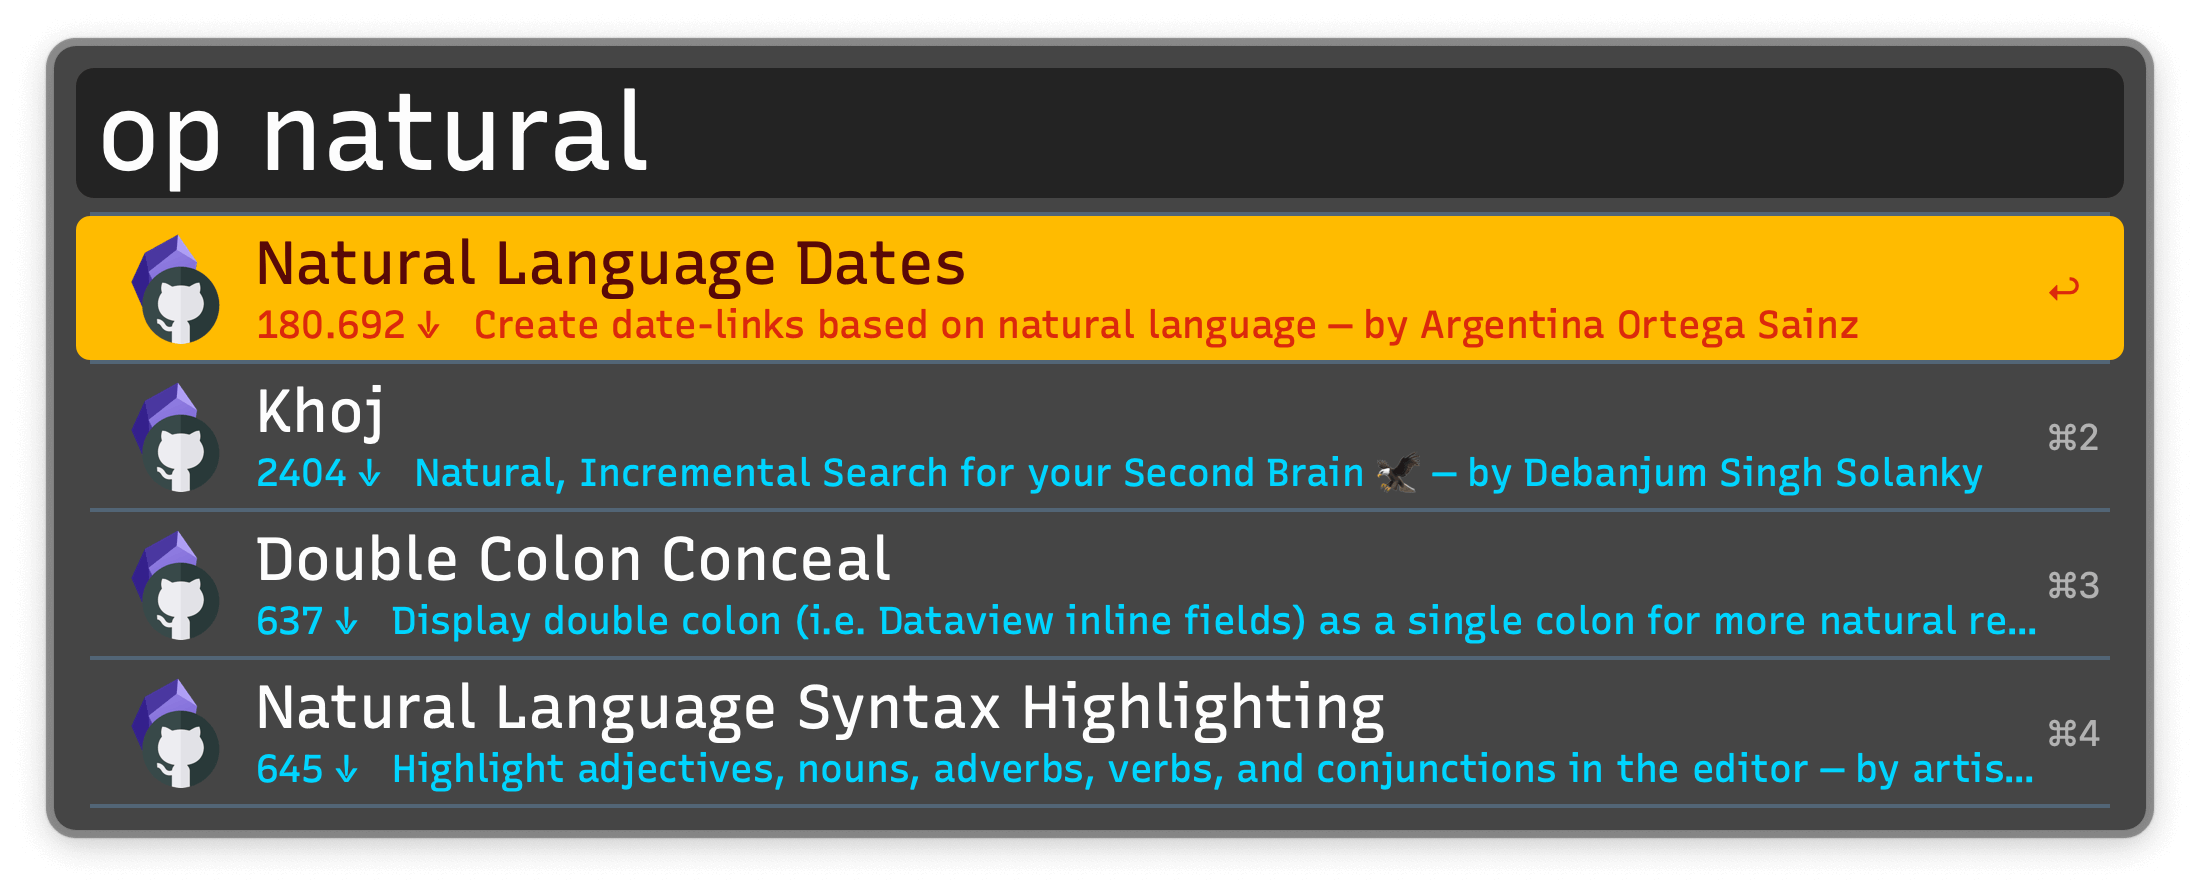 op natural
Natural Language Dates
180.692 ↓ Create date-links based on natural language — by Argentina Ortega Sainz
↩
Khoj
2404 ↓ Natural, Incremental Search for your Second Brain 🦅 — by Debanjum Singh Solanky
⌘2
Double Colon Conceal
637 ↓ Display double colon (i.e. Dataview inline fields) as a single colon for more natural re...
⌘3
Natural Language Syntax Highlighting
645 ↓ Highlight adjectives, nouns, adverbs, verbs, and conjunctions in the editor — by artis...
⌘4